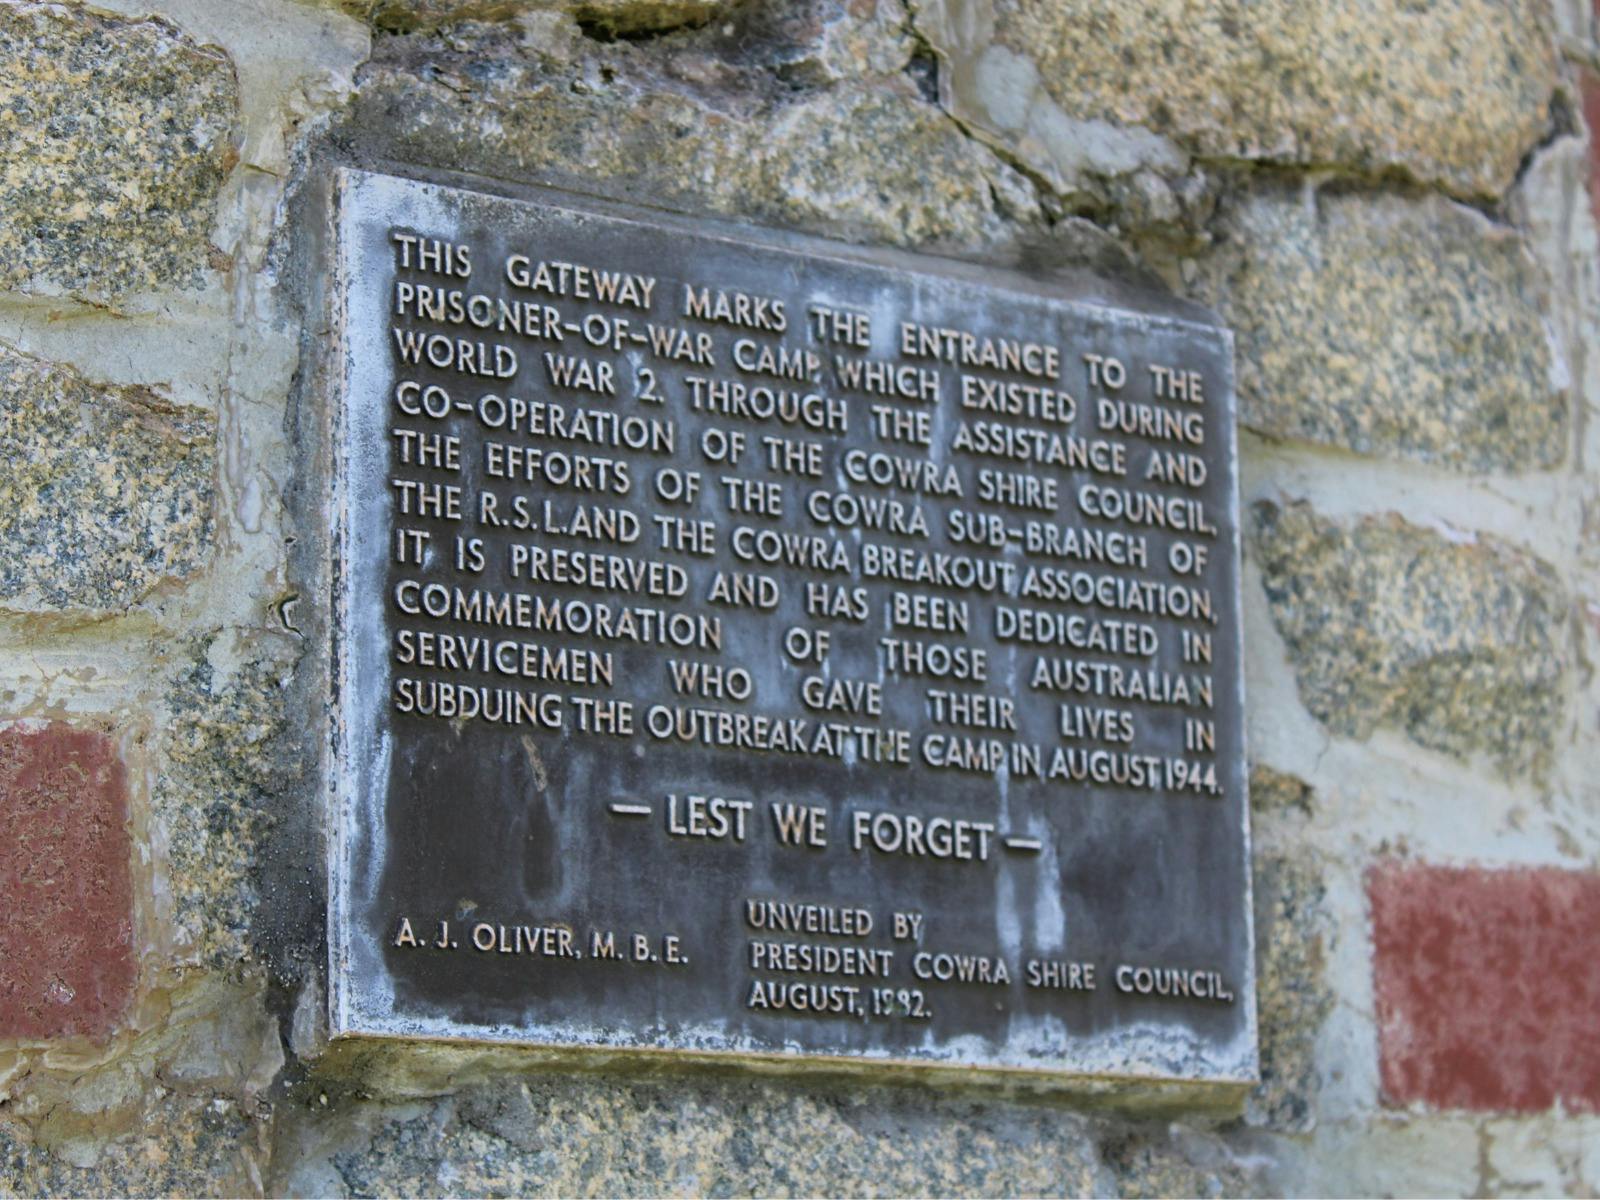 THIS GATEWAY MARKS THE ENTRANCE TO THE
PRISONER-OF-WAR CAMP WHICH EXISTED DURING
WORLD WAR 2. THROUGH THE ASSISTANCE AND
CO-OPERATION OF THE COWRA SHIRE COUNCIL,
THE EFFORTS OF THE COWRA SUB-BRANCH OF
THE R.S.L. AND THE COWRA BREAKOUT ASSOCIATION,
IT IS PRESERVED AND HAS BEEN DEDICATED IN
COMMEMORATION OF THOSE AUSTRALIAN
SERVICEMEN WHO GAVE THEIR LIVES IN
SUBDUING THE OUTBREAK AT THE CAMP IN AUGUST 1944.
— LEST WE FORGET —
UNVEILED BY
A. J. OLIVER, M. B. E. PRESIDENT COWRA SHIRE COUNCIL,
AUGUST, 1982.